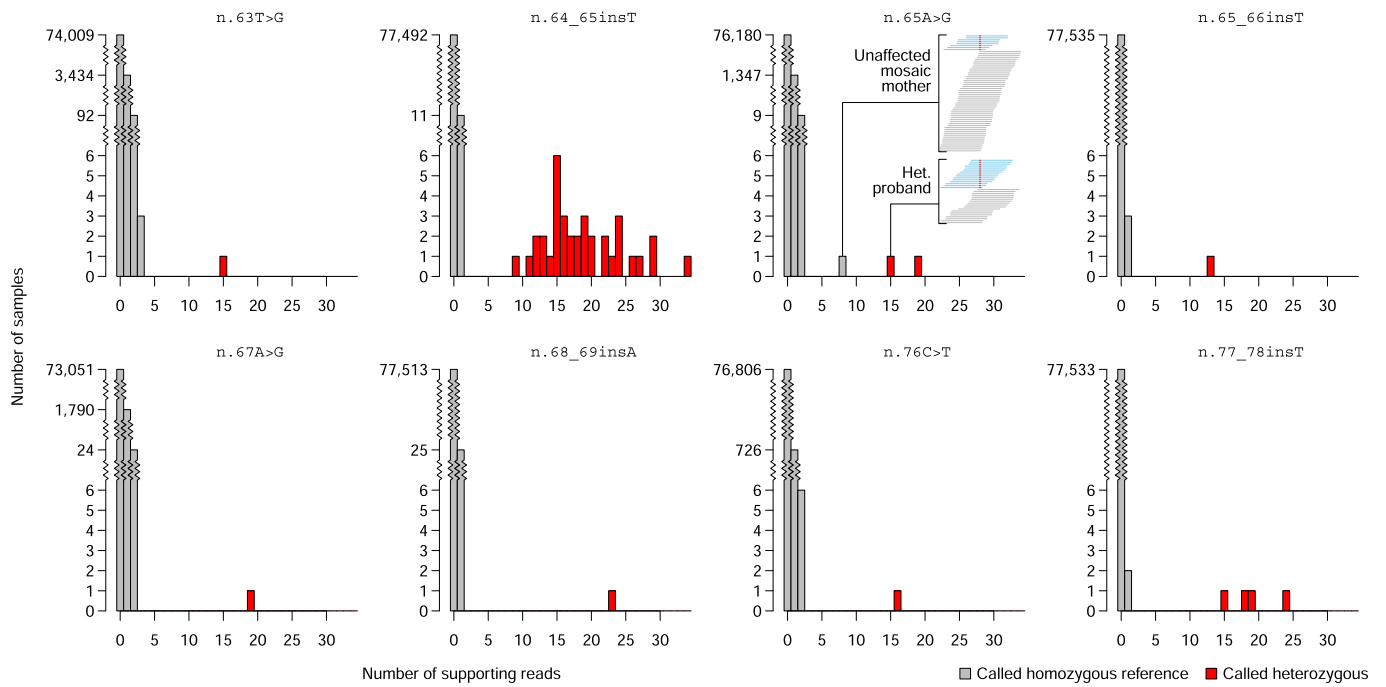 n.63T>G
74,009
3,434
92
6
5
4
3
2
1
0
0 5 10 15 20 25 30
n.64_65insT
77,492
11
6
5
4
3
2
1
0
0 5 10 15 20 25 30
n.65A>G
76,180
1,347
9
6
5
4
3
2
1
0
0 5 10 15 20 25 30
Unaffected
mosaic
mother
Het.
proband
n.65_66insT
77,535
6
5
4
3
2
1
0
0 5 10 15 20 25 30
Number of samples
n.67A>G
73,051
1,790
24
6
5
4
3
2
1
0
0 5 10 15 20 25 30
n.68_69insA
77,513
25
6
5
4
3
2
1
0
0 5 10 15 20 25 30
n.76C>T
76,806
726
6
5
4
3
2
1
0
0 5 10 15 20 25 30
n.77_78insT
77,533
6
5
4
3
2
1
0
0 5 10 15 20 25 30
Number of supporting reads
Called homozygous reference
Called heterozygous